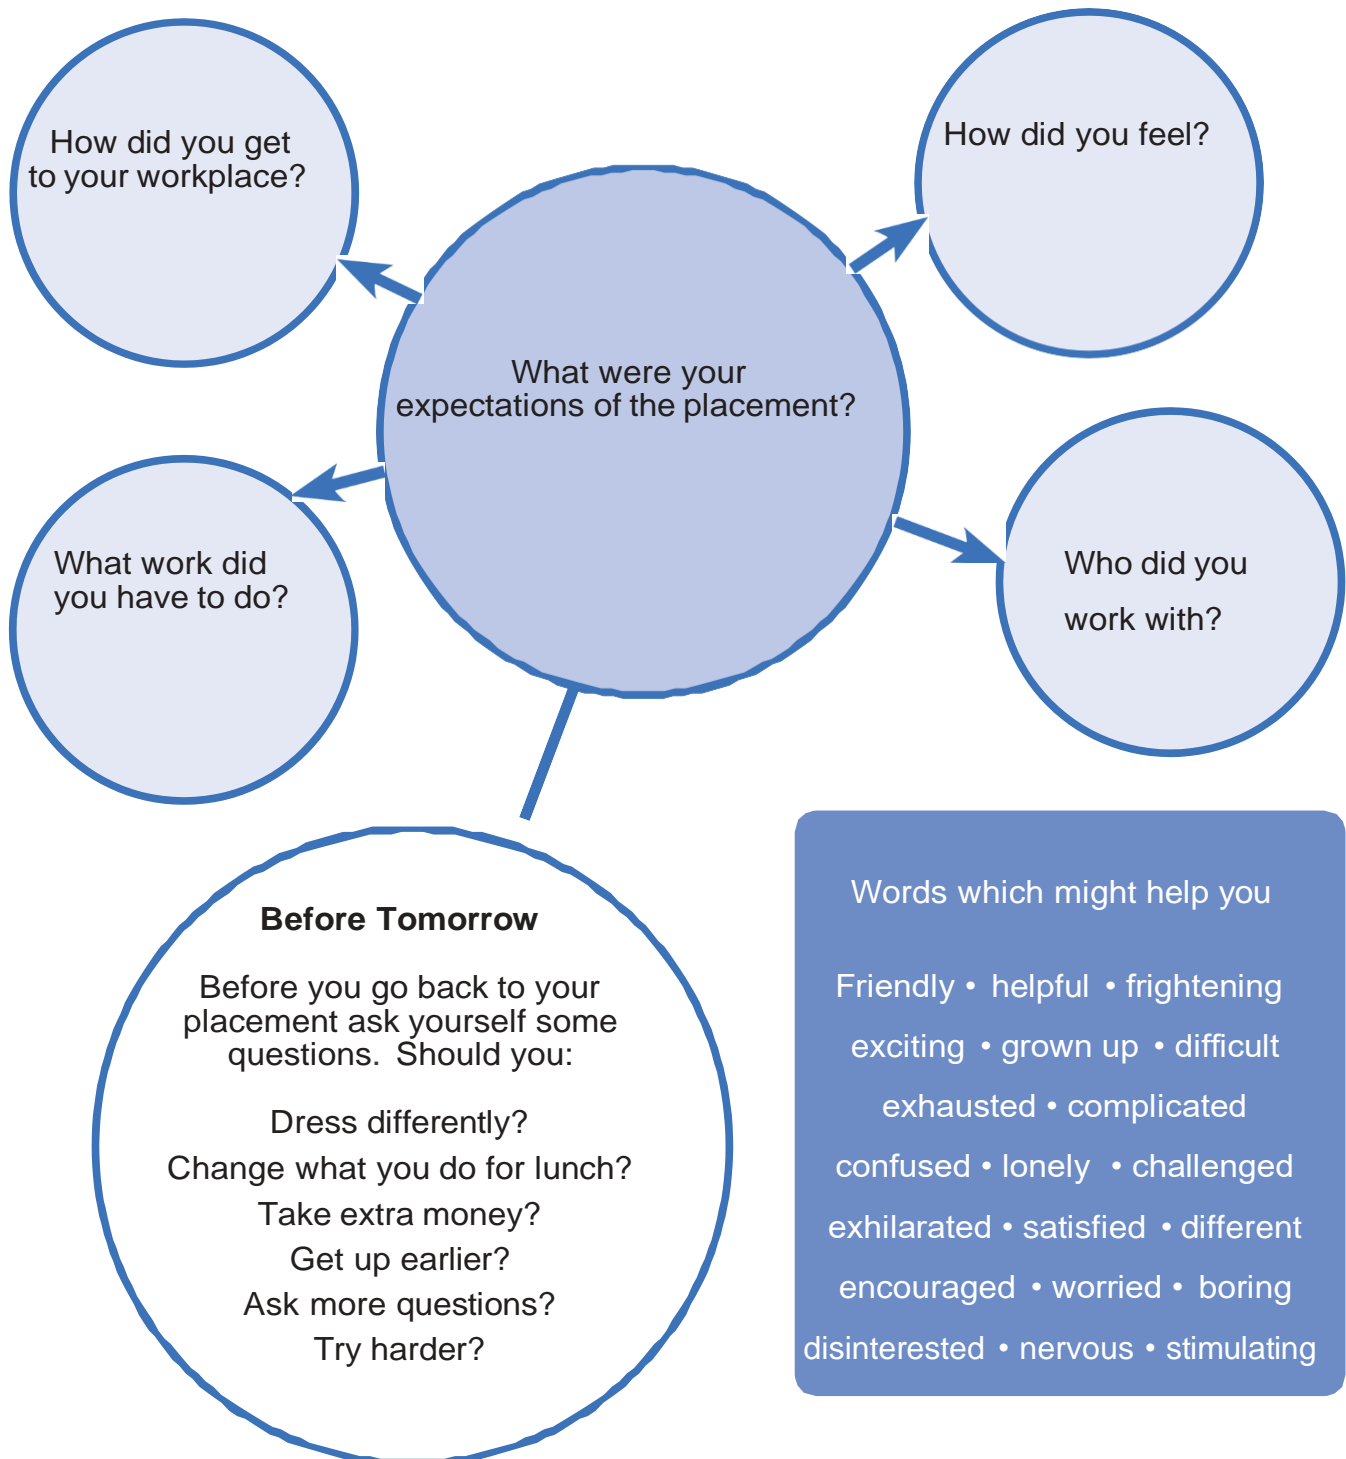 How did you get
to your workplace?
How did you feel?
What were your
expectations of the placement?
What work did
you have to do?
Who did you
work with?
Before Tomorrow
Before you go back to your
placement ask yourself some
questions. Should you:
Dress differently?
Change what you do for lunch?
Take extra money?
Get up earlier?
Ask more questions?
Try harder?
Words which might help you
Friendly • helpful • frightening
exciting • grown up • difficult
exhausted • complicated
confused • lonely • challenged
exhilarated • satisfied • different
encouraged • worried • boring
disinterested • nervous • stimulating